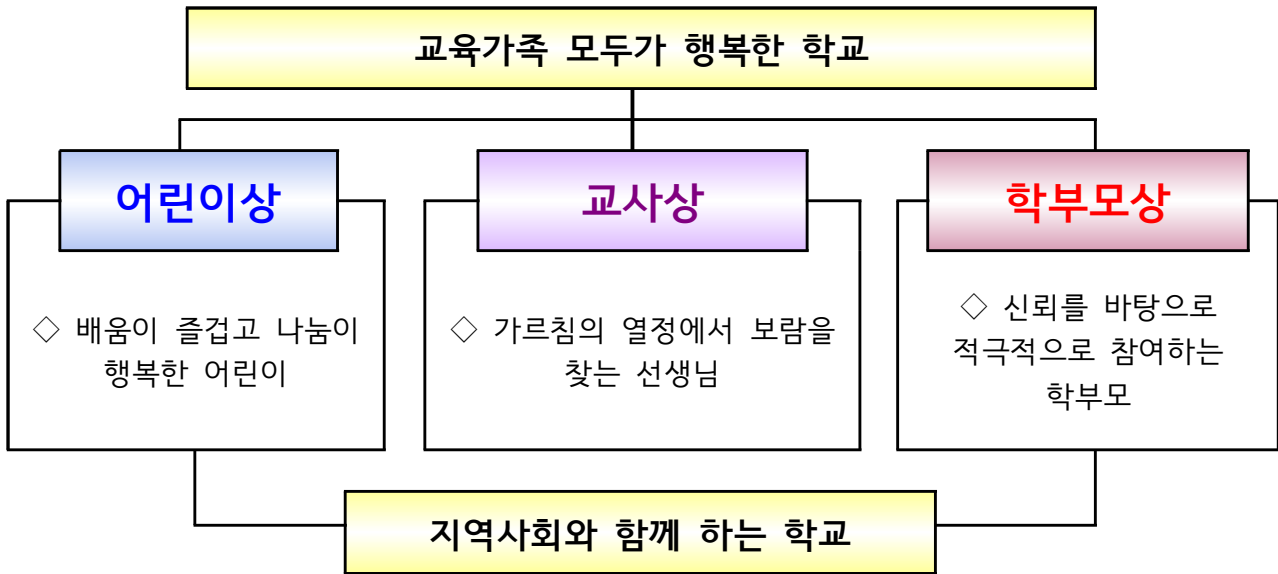 교육가족 모두가 행복한 학교
어린이상
◇ 배움이 즐겁고 나눔이
행복한 어린이
교사상
◇ 가르침의 열정에서 보람을
찾는 선생님
학부모상
◇ 신뢰를 바탕으로
적극적으로 참여하는
학부모
지역사회와 함께 하는 학교